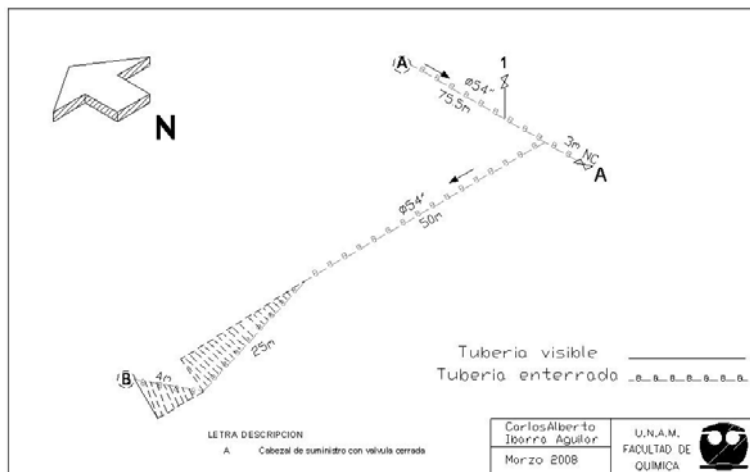 N
A
1
ø54"
75.5m
3m NC
A
ø54"
50m
25m
4m
B
Tuberia visible
Tuberia enterrada
LETRA DESCRIPCION
A Cabezal de suministro con valvula cerrada
CarlosAlberto
Ibarra Aguilar
Marzo 2008
U.N.A.M.
FACULTAD DE
QUÍMICA